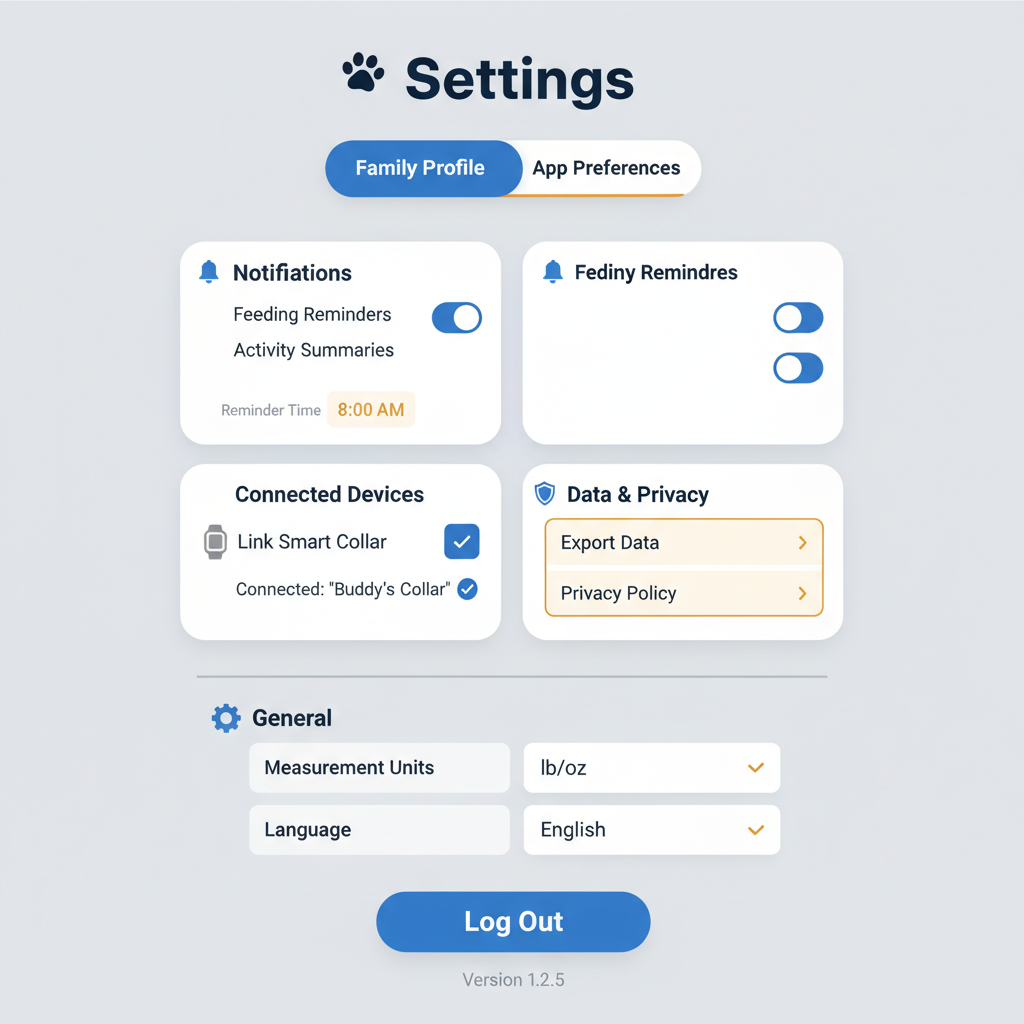 Settings
Family Profile
App Preferences
Notifiations
Feeding Reminders
Activity Summaries
Reminder Time 8:00 AM
Fediny Remindres
Connected Devices
Link Smart Collar
Connected: "Buddy's Collar"
Data & Privacy
Export Data
Privacy Policy
General
Measurement Units
lb/oz
Language
English
Log Out
Version 1.2.5